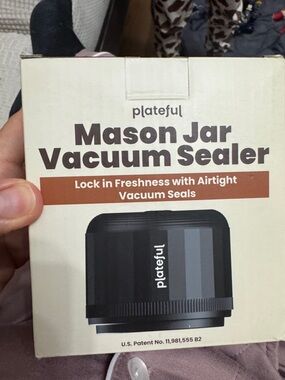 plateful
Mason Jar
Vacuum Sealer
Lock in Freshness with Airtight
Vacuum Seals
plateful
U.S. Patent No. 11,981,555 B2